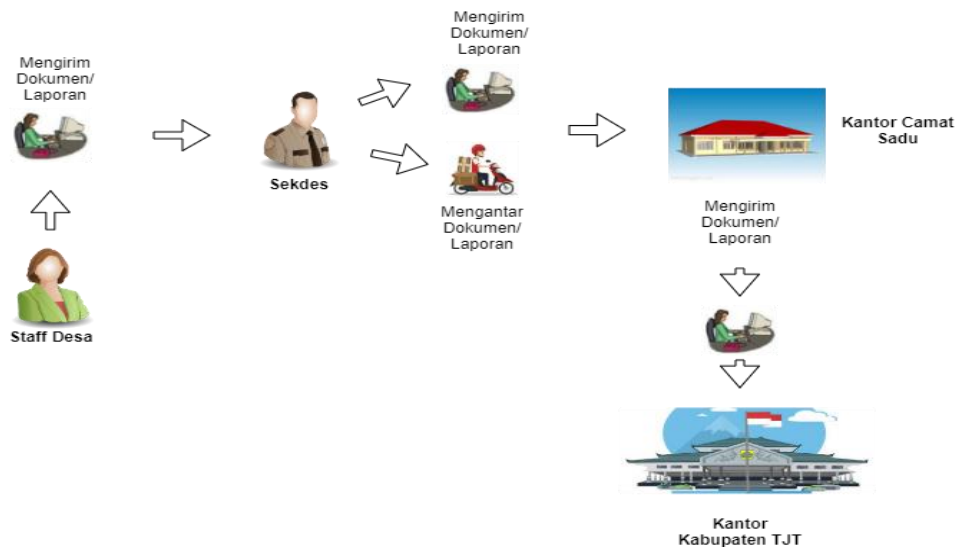 Mengirim
Dokumen/
Laporan
Staff Desa
Sekdes
Mengirim
Dokumen/
Laporan
Mengantar
Dokumen/
Laporan
Kantor Camat
Sadu
Mengirim
Dokumen/
Laporan
Kantor
Kabupaten TJT